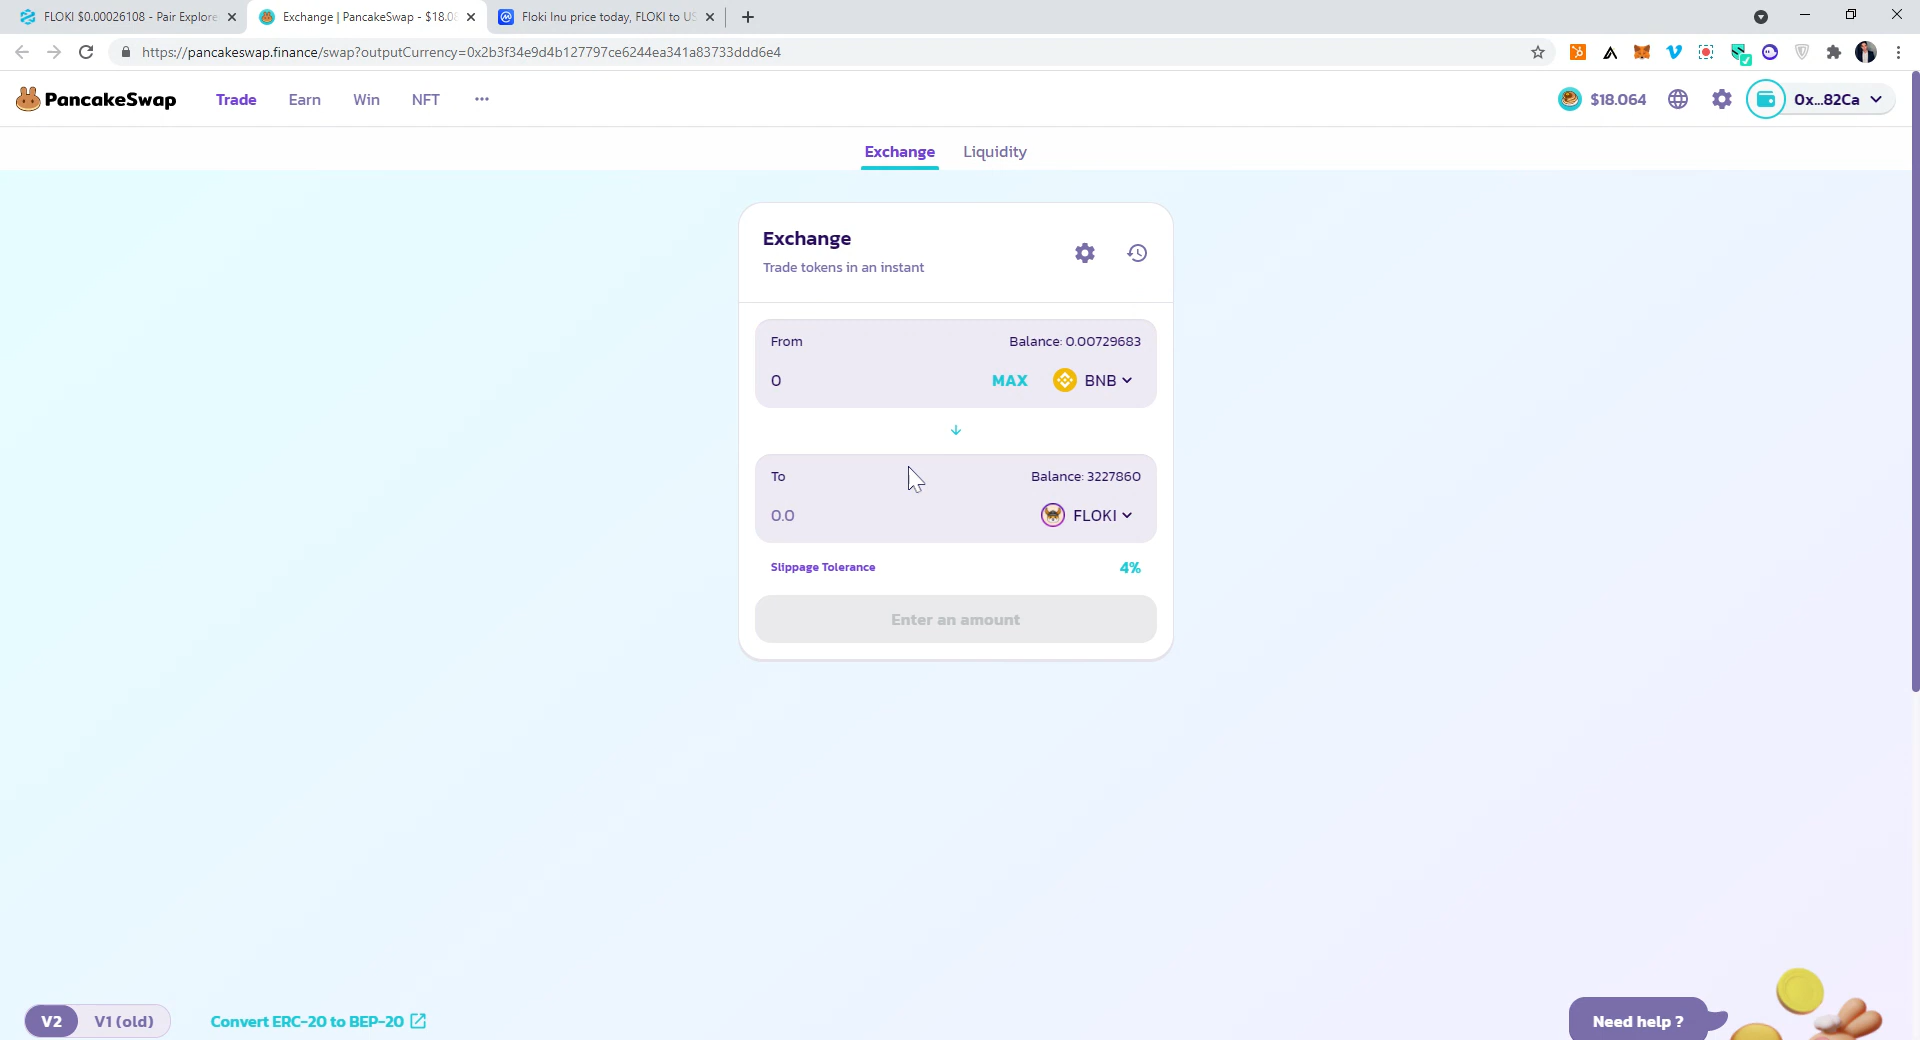 FLOKI $0.00026108 - Pair Explore
Exchange | PancakeSwap - $18.08
Floki Inu price today, FLOKI to US
https://pancakeswap.finance/swap?outputCurrency=0x2b3f34e9d4b127797ce6244ea341a83733ddd6e4
PancakeSwap
Trade
Earn
Win
NFT
$18.064
0x...82Ca
Exchange
Liquidity
Exchange
Trade tokens in an instant
From
Balance: 0.00729683
0
MAX
BNB
To
Balance: 3227860
0.0
FLOKI
Slippage Tolerance
4%
Enter an amount
V2
V1 (old)
Convert ERC-20 to BEP-20
Need help ?